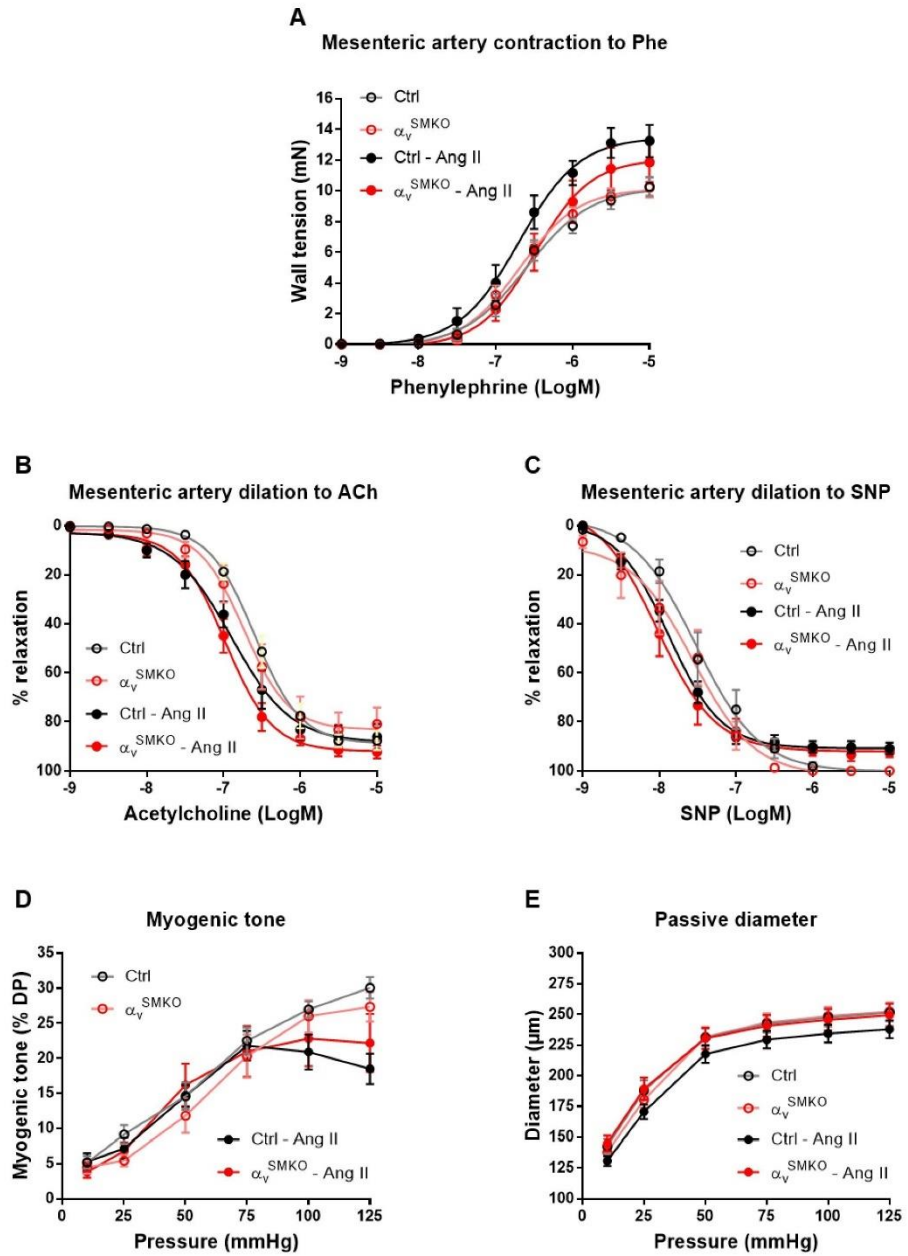 A
Mesenteric artery contraction to Phe
Ctrl
αvSMKO
Ctrl - Ang II
αvSMKO - Ang II
Wall tension (mN)
16
14
12
10
8
6
4
2
0
-9 -8 -7 -6 -5
Phenylephrine (LogM)
B
Mesenteric artery dilation to ACh
% relaxation
0
20
40
60
80
100
Ctrl
αvSMKO
Ctrl - Ang II
αvSMKO - Ang II
-9 -8 -7 -6 -5
Acetylcholine (LogM)
C
Mesenteric artery dilation to SNP
% relaxation
0
20
40
60
80
100
Ctrl
αvSMKO
Ctrl - Ang II
αvSMKO - Ang II
-9 -8 -7 -6 -5
SNP (LogM)
D
Myogenic tone
Myogenic tone (% DP)
35
30
25
20
15
10
5
0
Ctrl
αvSMKO
Ctrl - Ang II
αvSMKO - Ang II
0 25 50 75 100 125
Pressure (mmHg)
E
Passive diameter
Diameter (µm)
300
275
250
225
200
175
150
125
100
Ctrl
αvSMKO
Ctrl - Ang II
αvSMKO - Ang II
0 25 50 75 100 125
Pressure (mmHg)